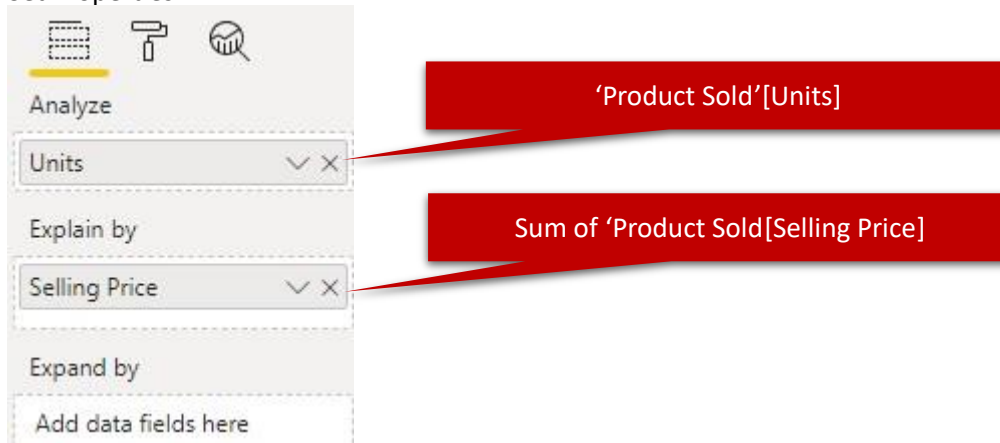 Analyze
‘Product Sold’[Units]
Units
Explain by
Sum of ‘Product Sold[Selling Price]
Selling Price
Expand by
Add data fields here